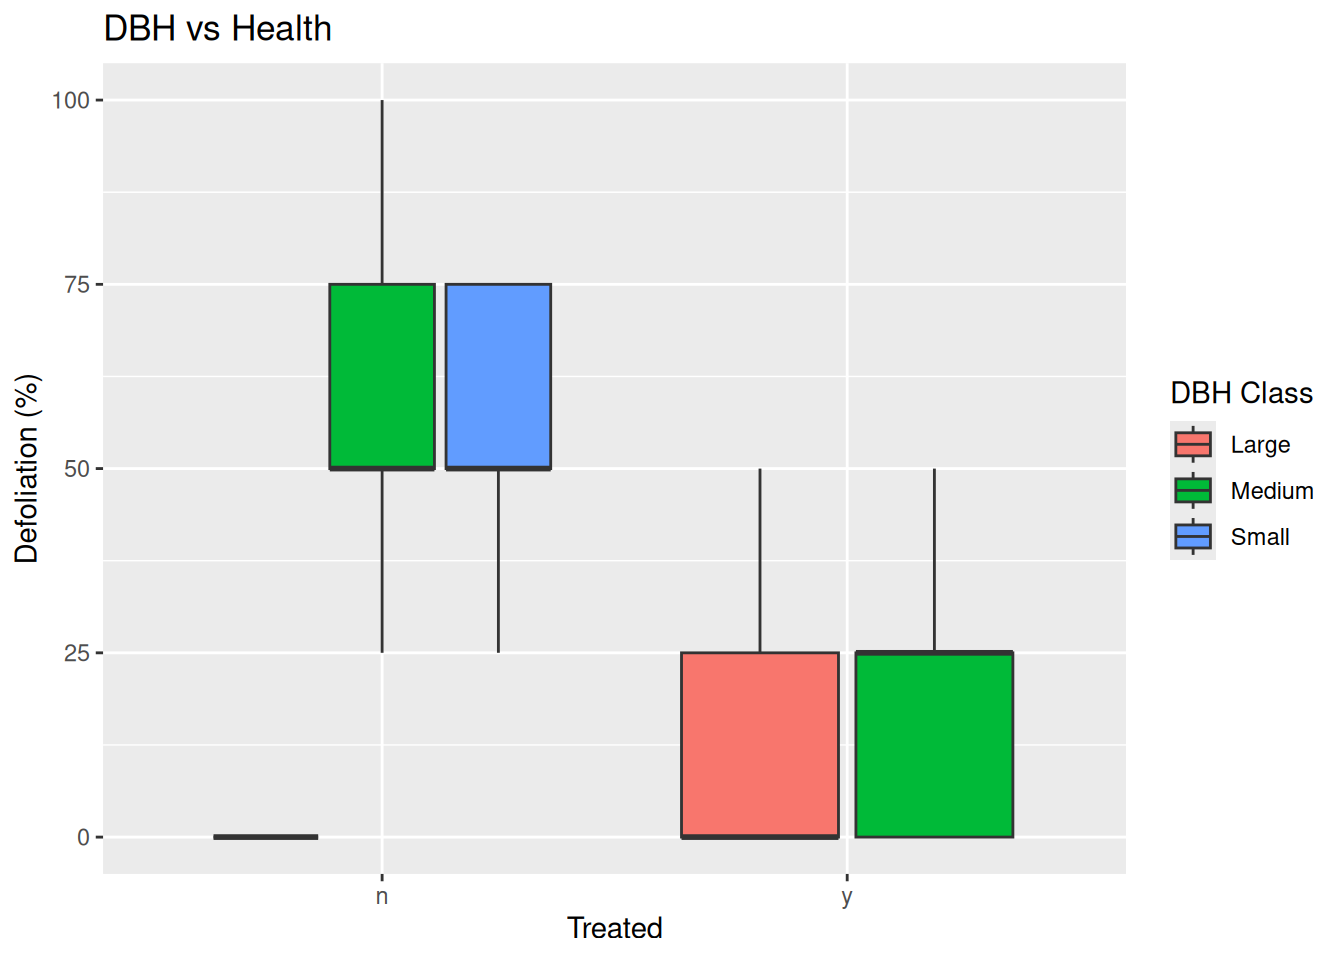 DBH vs Health
Defoliation (%)
100
75
50
25
0
n
y
Treated
DBH Class
Large
Medium
Small